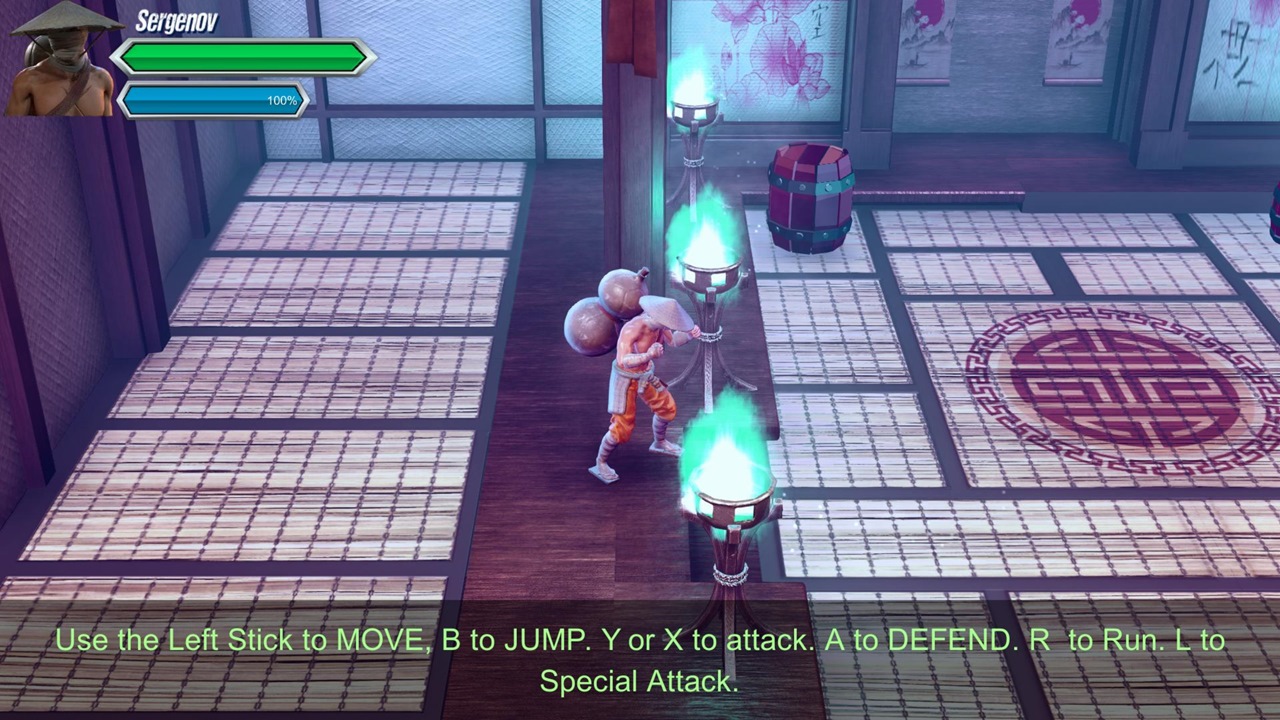 Sergenov
100%
Use the Left Stick to MOVE, B to JUMP. Y or X to attack. A to DEFEND. R  to Run. L to
Special Attack.